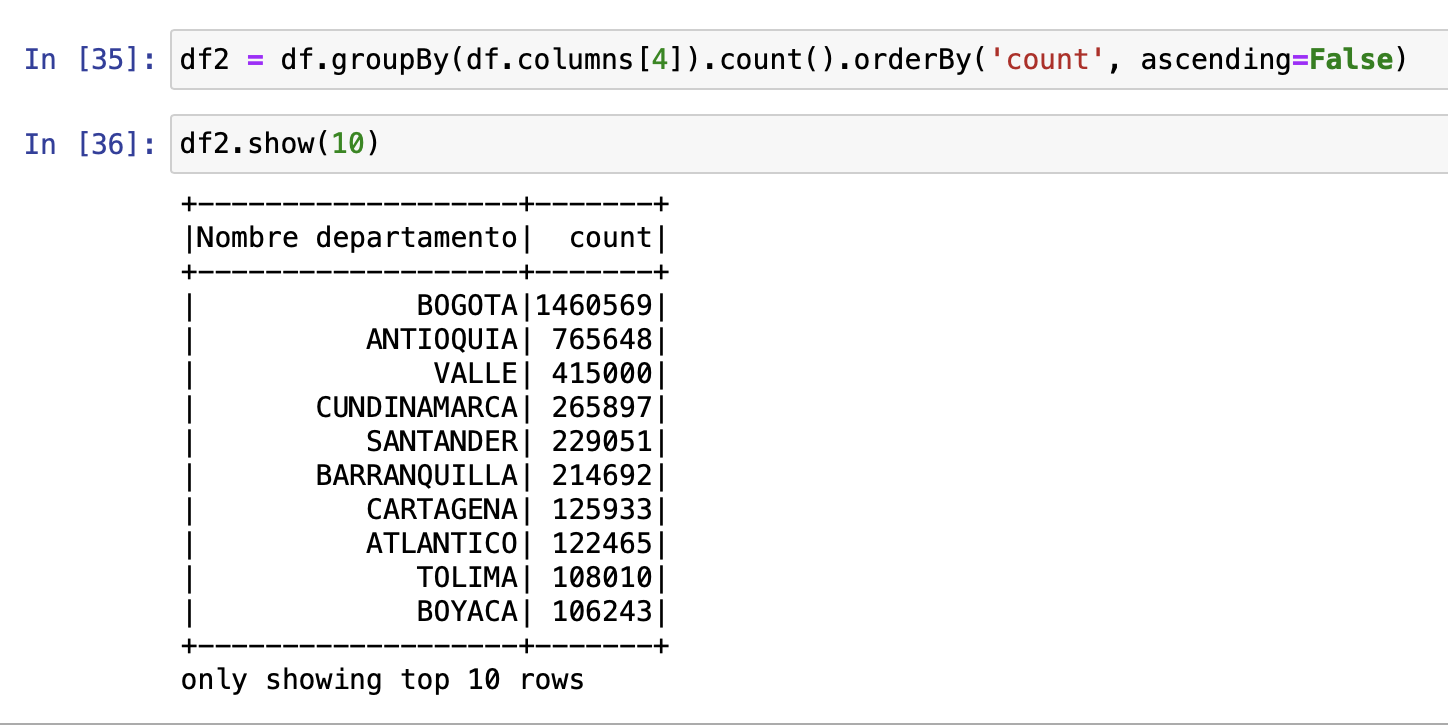 In [35]: df2 = df.groupBy(df.columns[4]).count().orderBy('count', ascending=False)
In [36]: df2.show(10)
+-------------------+-------+
|Nombre departamento|  count|
+-------------------+-------+
|             BOGOTA|1460569|
|          ANTIOQUIA| 765648|
|              VALLE| 415000|
|       CUNDINAMARCA| 265897|
|          SANTANDER| 229051|
|       BARRANQUILLA| 214692|
|          CARTAGENA| 125933|
|          ATLANTICO| 122465|
|             TOLIMA| 108010|
|             BOYACA| 106243|
+-------------------+-------+
only showing top 10 rows